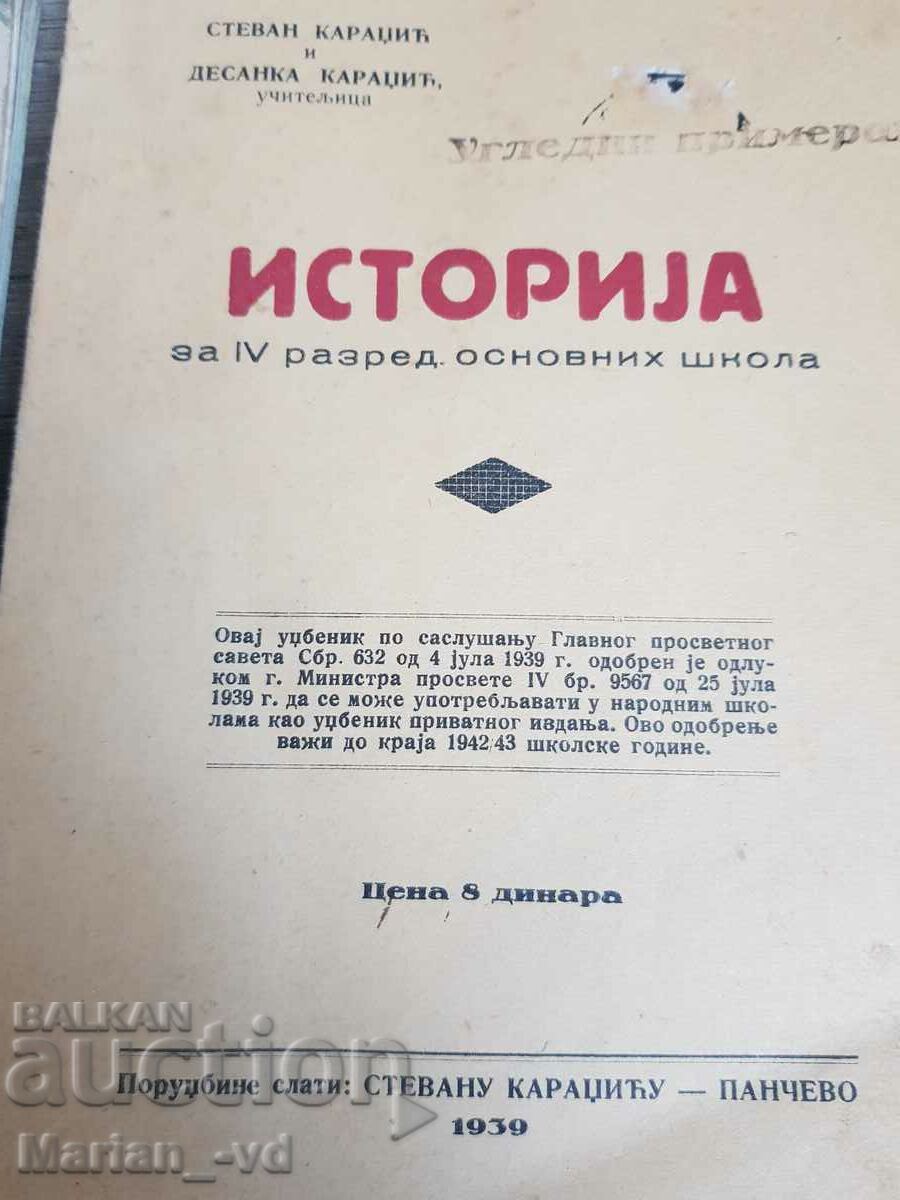 СТЕВАН КАРАЏИЋ
и
ДЕСАНКА КАРАЏИЋ,
учитељица
Угледни примера
ИСТОРИЈА
за IV разред. основних школа
Овај уџбеник по саслушању Главног просветног
савета Сбр. 632 од 4 јула 1939 г. одобрен је одлу-
ком г. Министра просвете IV бр. 9567 од 25 јула
1939 г. да се може употребљавати у народним шко-
лама као уџбеник приватног издања. Ово одобрење
важи до краја 1942/43 школске године.
Цена 8 динара
BALKAN
auction
Поруџбине слати: СТЕВАНУ КАРАЏИЋУ — ПАНЧЕВО
1939
Marian_-vd